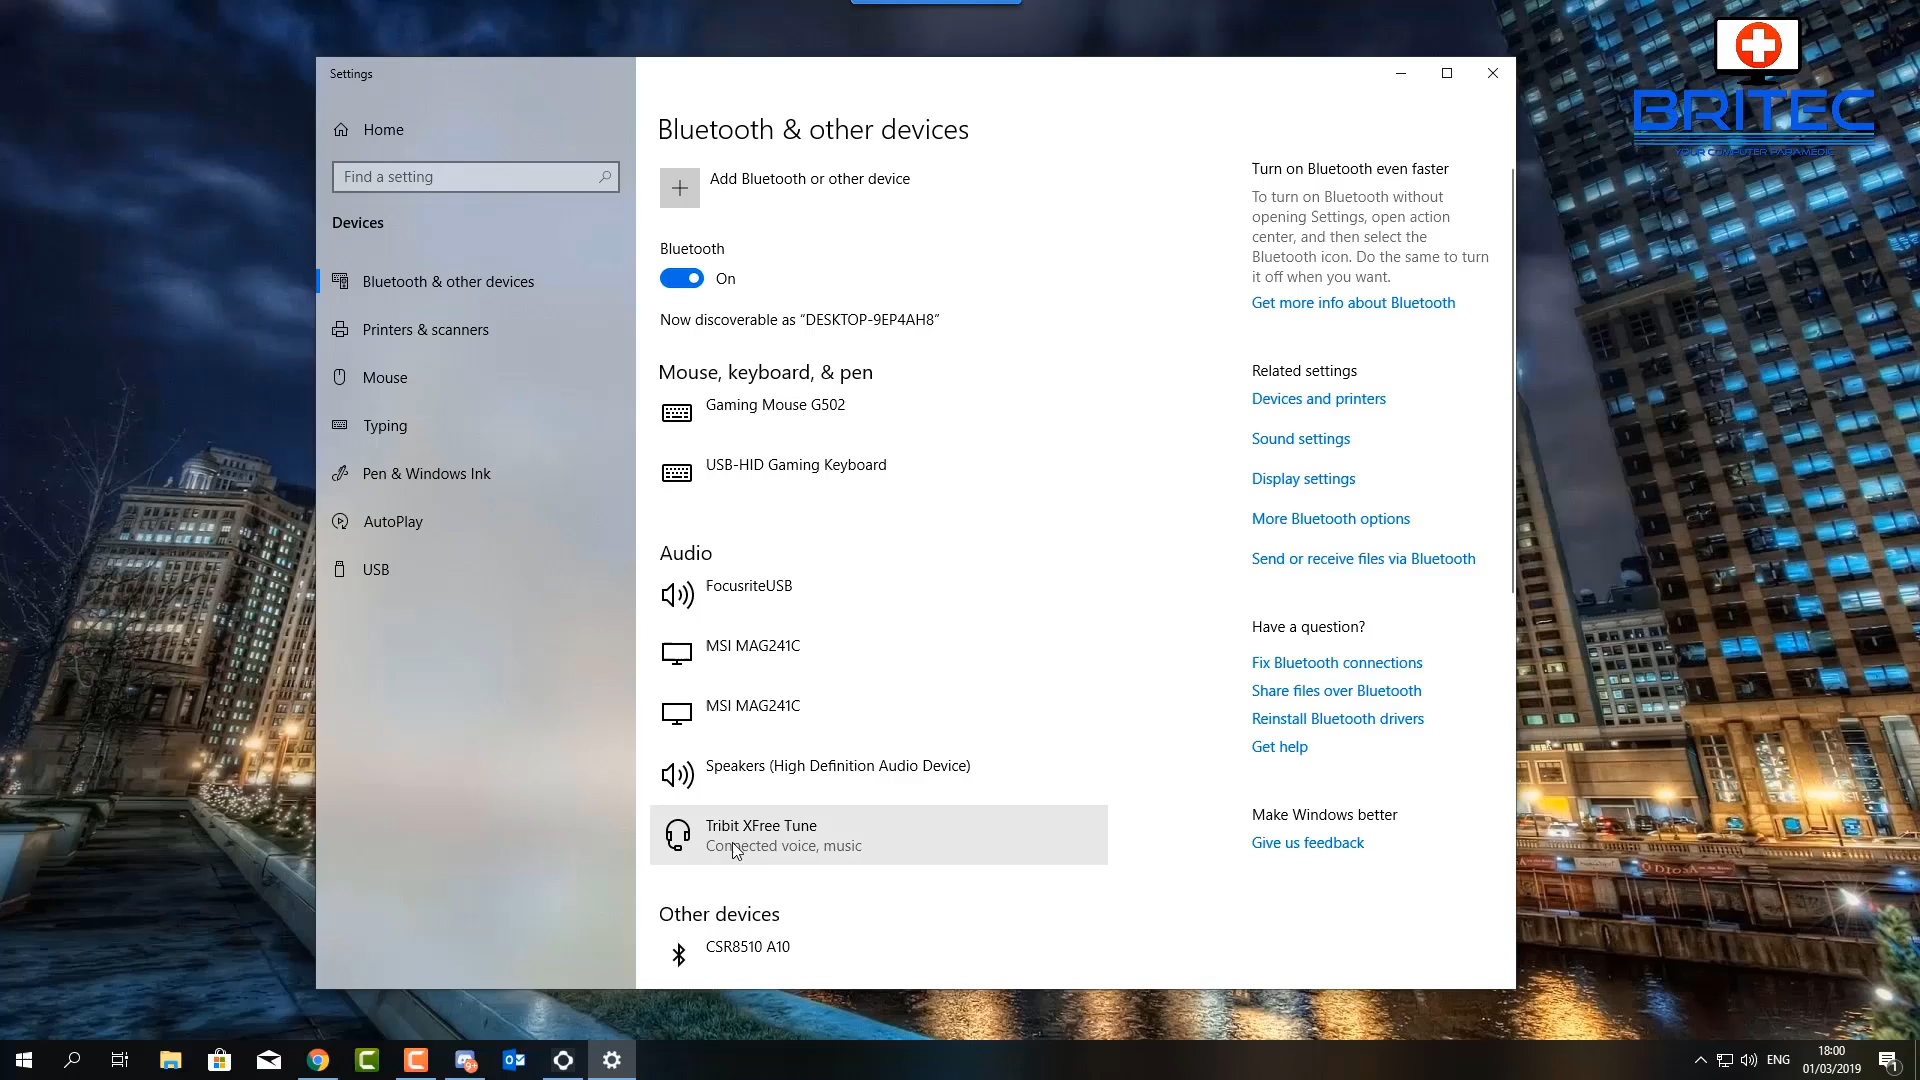 BRITEC
YOUR COMPUTER PARAMEDIC
Settings
Home
Find a setting
Devices
Bluetooth & other devices
Printers & scanners
Mouse
Typing
Pen & Windows Ink
AutoPlay
USB
Bluetooth & other devices
Add Bluetooth or other device
Bluetooth
On
Now discoverable as “DESKTOP-9EP4AH8”
Mouse, keyboard, & pen
Gaming Mouse G502
USB-HID Gaming Keyboard
Audio
FocusriteUSB
MSI MAG241C
MSI MAG241C
Speakers (High Definition Audio Device)
Tribit XFree Tune
Connected voice, music
Other devices
CSR8510 A10
Turn on Bluetooth even faster
To turn on Bluetooth without
opening Settings, open action
center, and then select the
Bluetooth icon. Do the same to turn
it off when you want.
Get more info about Bluetooth
Related settings
Devices and printers
Sound settings
Display settings
More Bluetooth options
Send or receive files via Bluetooth
Have a question?
Fix Bluetooth connections
Share files over Bluetooth
Reinstall Bluetooth drivers
Get help
Make Windows better
Give us feedback
9+
ENG
18:00
01/03/2019
1